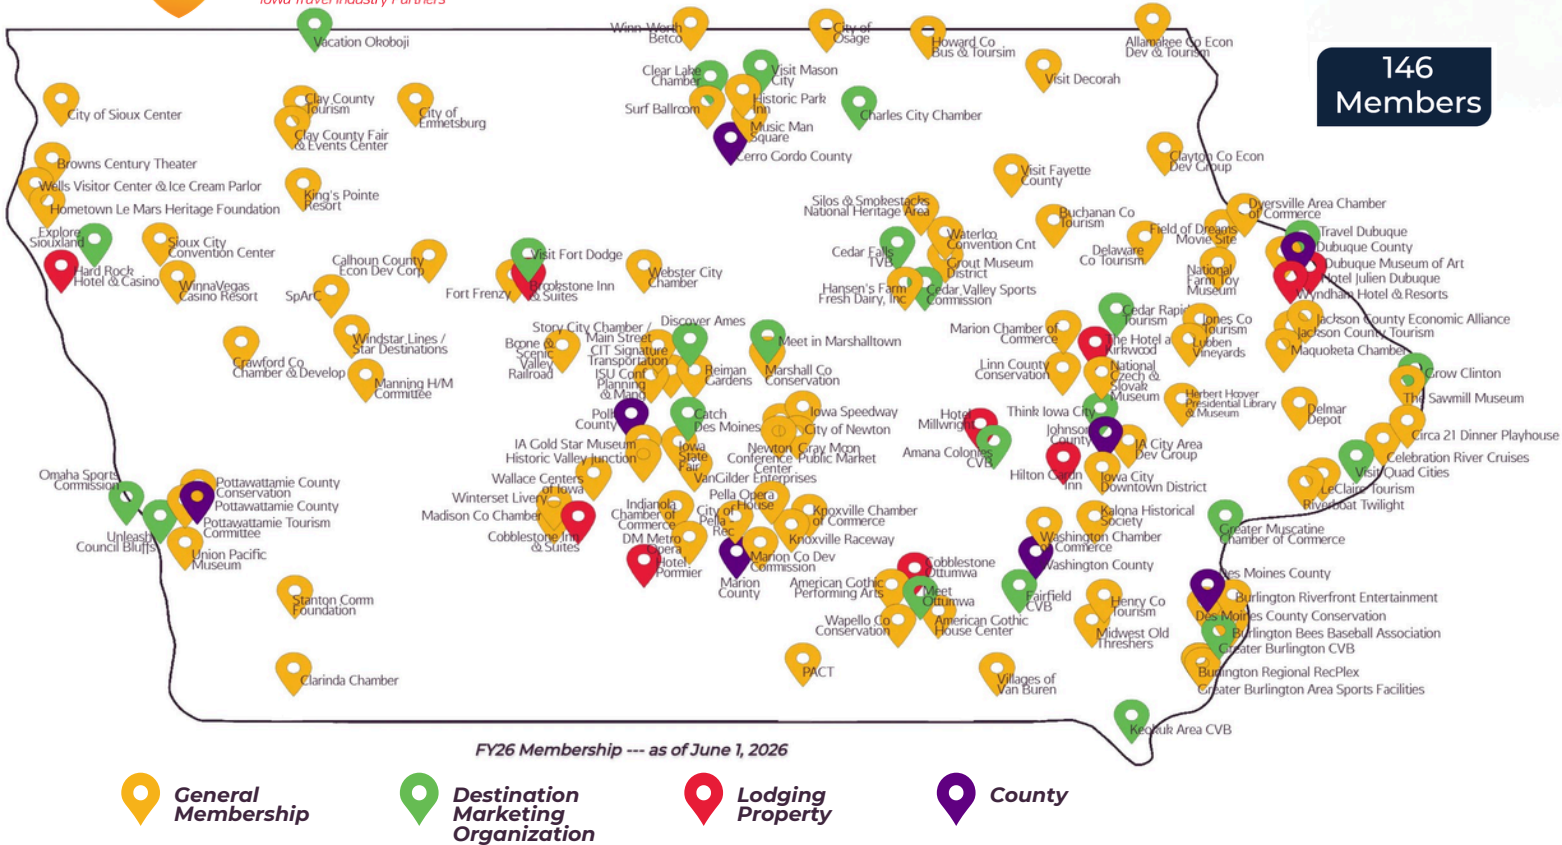 Iowa Travel Industry Partners
146
Members
Vacation Okoboji
Winn-Worth
Betco
City of
Osage
Howard Co
Bus & Toursim
Allamakee Co Econ
Dev & Tourism
Visit Decorah
Clear Lake
Chamber
Visit Mason
City
Surf Ballroom
Historic Park
Inn
Music Man
Square
Cerro Gordo County
Charles City Chamber
City of Sioux Center
Clay County
Tourism
Clay County Fair
& Events Center
City of
Emmetsburg
Browns Century Theater
Wells Visitor Center & Ice Cream Parlor
Hometown Le Mars Heritage Foundation
King's Pointe
Resort
Visit Fayette
County
Clayton Co Econ
Dev Group
Explore
Siouxland
Hard Rock
Hotel & Casino
Sioux City
Convention Center
WinnaVegas
Casino Resort
SpArC
Calhoun County
Econ Dev Corp
Visit Fort Dodge
Fort Frenzy
Brookstone Inn
& Suites
Webster City
Chamber
Silos & Smokestacks
National Heritage Area
Waterloo
Convention Cnt
Cedar Falls
TVB
Grout Museum
District
Hansen's Farm
Fresh Dairy, Inc
Cedar Valley Sports
Commission
Buchanan Co
Tourism
Delaware
Co Tourism
Field of Dreams
Movie Site
Dyersville Area Chamber
of Commerce
National
Farm Toy
Museum
Travel Dubuque
Dubuque County
Dubuque Museum of Art
Hotel Julien Dubuque
Wyndham Hotel & Resorts
Crawford Co
Chamber & Develop
Windstar Lines /
Star Destinations
Manning H/M
Committee
Boone &
Scenic
Valley
Railroad
Story City Chamber /
Main Street
CIT Signature
Transportation
ISU Conf
Planning
& Mang
Discover Ames
Reiman
Gardens
Meet in Marshalltown
Marshall Co
Conservation
Marion Chamber of
Commerce
Cedar Rapids
Tourism
The Hotel at
Kirkwood
Linn County
Conservation
National
Czech &
Slovak
Museum
Jones Co
Tourism
Lubben
Vineyards
Jackson County Economic Alliance
Jackson County Tourism
Maquoketa Chamber
Grow Clinton
The Sawmill Museum
Polk
County
Catch
Des Moines
Iowa Speedway
City of Newton
Newton
Conference
Center
Gray Moon
Public Market
IA Gold Star Museum
Historic Valley Junction
Iowa
State
Fair
VanGilder Enterprises
Hotel
Millwright
Amana Colonies
CVB
Think Iowa City
Johnson
County
IA City Area
Dev Group
Hilton Gardn
Inn
Iowa City
Downtown District
Herbert Hoover
Presidential Library
& Museum
Delmar
Depot
Circa 21 Dinner Playhouse
Celebration River Cruises
Visit Quad Cities
LeClaire Tourism
Riverboat Twilight
Omaha Sports
Commission
Unleash
Council Bluffs
Pottawattamie County
Conservation
Pottawattamie County
Pottawattamie Tourism
Committee
Union Pacific
Museum
Wallace Centers
of Iowa
Winterset Livery
Madison Co Chamber
Cobblestone Inn
& Suites
Indianola
Chamber of
Commerce
DM Metro
Opera
Hotel
Pommier
City of
Pella -
Rec
Pella Opera
House
Knoxville Chamber
of Commerce
Knoxville Raceway
Marion Co Dev
Commission
Marion
County
Kalona Historical
Society
Washington Chamber
of Commerce
Washington County
Greater Muscatine
Chamber of Commerce
American Gothic
Performing Arts
Cobblestone
Ottumwa
Meet
Ottumwa
Wapello Co
Conservation
American Gothic
House Center
Fairfield
CVB
Henry Co
Tourism
Midwest Old
Threshers
Des Moines County
Burlington Riverfront Entertainment
Des Moines County Conservation
Burlington Bees Baseball Association
Greater Burlington CVB
Burlington Regional RecPlex
Greater Burlington Area Sports Facilities
Stanton Comm
Foundation
Clarinda Chamber
PACT
Villages of
Van Buren
Keokuk Area CVB
FY26 Membership --- as of June 1, 2026
General
Membership
Destination
Marketing
Organization
Lodging
Property
County